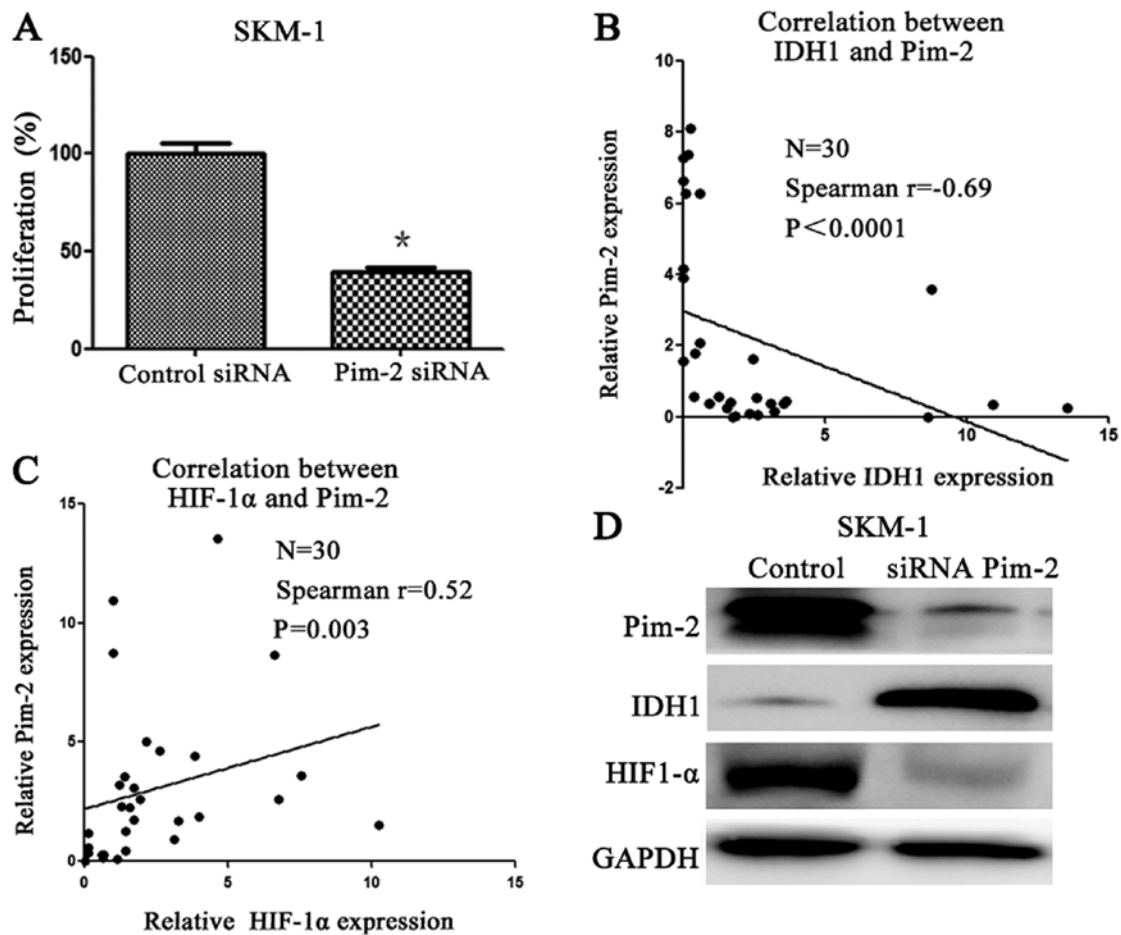 A
SKM-1
Proliferation (%)
150
100
50
0
*
Control siRNA
Pim-2 siRNA
B
Correlation between
IDH1 and Pim-2
Relative Pim-2 expression
10
8
6
4
2
0
-2
N=30
Spearman r=-0.69
P<0.0001
5
10
15
Relative IDH1 expression
C
Correlation between
HIF-1α and Pim-2
Relative Pim-2 expression
15
10
5
0
N=30
Spearman r=0.52
P=0.003
0
5
10
15
Relative HIF-1α expression
D
SKM-1
Control
siRNA Pim-2
Pim-2
IDH1
HIF1-α
GAPDH